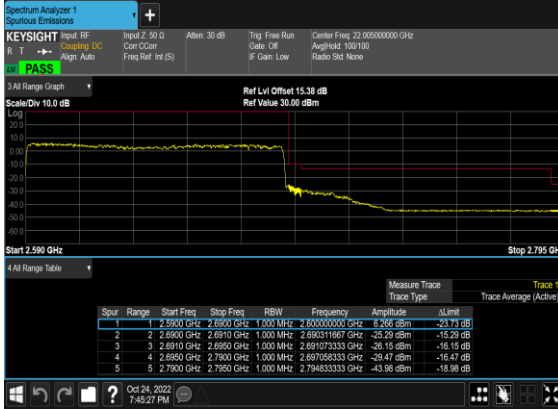 Spectrum Analyzer 1
Spurious Emissions
+
KEYSIGHT Input: RF Input Z: 50 Ω Atten: 30 dB Trig: Free Run Center Freq: 22.005000000 GHz
R T Coupling: DC Corr CCorr Gate: Off Avg|Hold: 100/100
Align: Auto Freq Ref: Int (S) IF Gain: Low Radio Std: None
PASS
3 All Range Graph
Ref Lvl Offset 15.38 dB
Scale/Div 10.0 dB Ref Value 30.00 dBm
Log
20.0
10.0
0.00
-10.0
-20.0
-30.0
-40.0
-50.0
-60.0
Start 2.590 GHz Stop 2.795 GH
4 All Range Table
Measure Trace Trace 1
Trace Type Trace Average (Active)
Spur Range Start Freq Stop Freq RBW Frequency Amplitude ΔLimit
1 1 2.5900 GHz 2.6900 GHz 1.000 MHz 2.600000000 GHz 6.266 dBm -23.73 dB
2 2 2.6900 GHz 2.6910 GHz 1.000 MHz 2.690311667 GHz -25.29 dBm -15.29 dB
3 3 2.6910 GHz 2.6950 GHz 1.000 MHz 2.691073333 GHz -26.15 dBm -16.15 dB
4 4 2.6950 GHz 2.7900 GHz 1.000 MHz 2.697058333 GHz -29.47 dBm -16.47 dB
5 5 2.7900 GHz 2.7950 GHz 1.000 MHz 2.794833333 GHz -43.98 dBm -18.98 dB
? Oct 24, 2022
7:45:27 PM